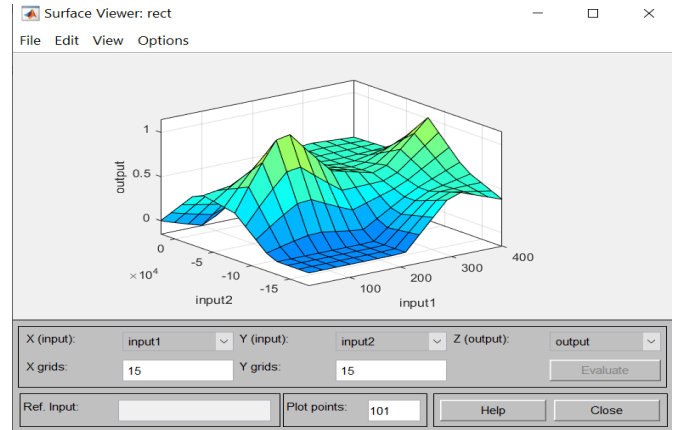 Surface Viewer: rect
File Edit View Options
1
0.5
0
output
0
-5
-10
-15
×10⁴
input2
100
200
300
400
input1
X (input): input1 Y (input): input2 Z (output): output
X grids: 15 Y grids: 15 Evaluate
Ref. Input: Plot points: 101 Help Close